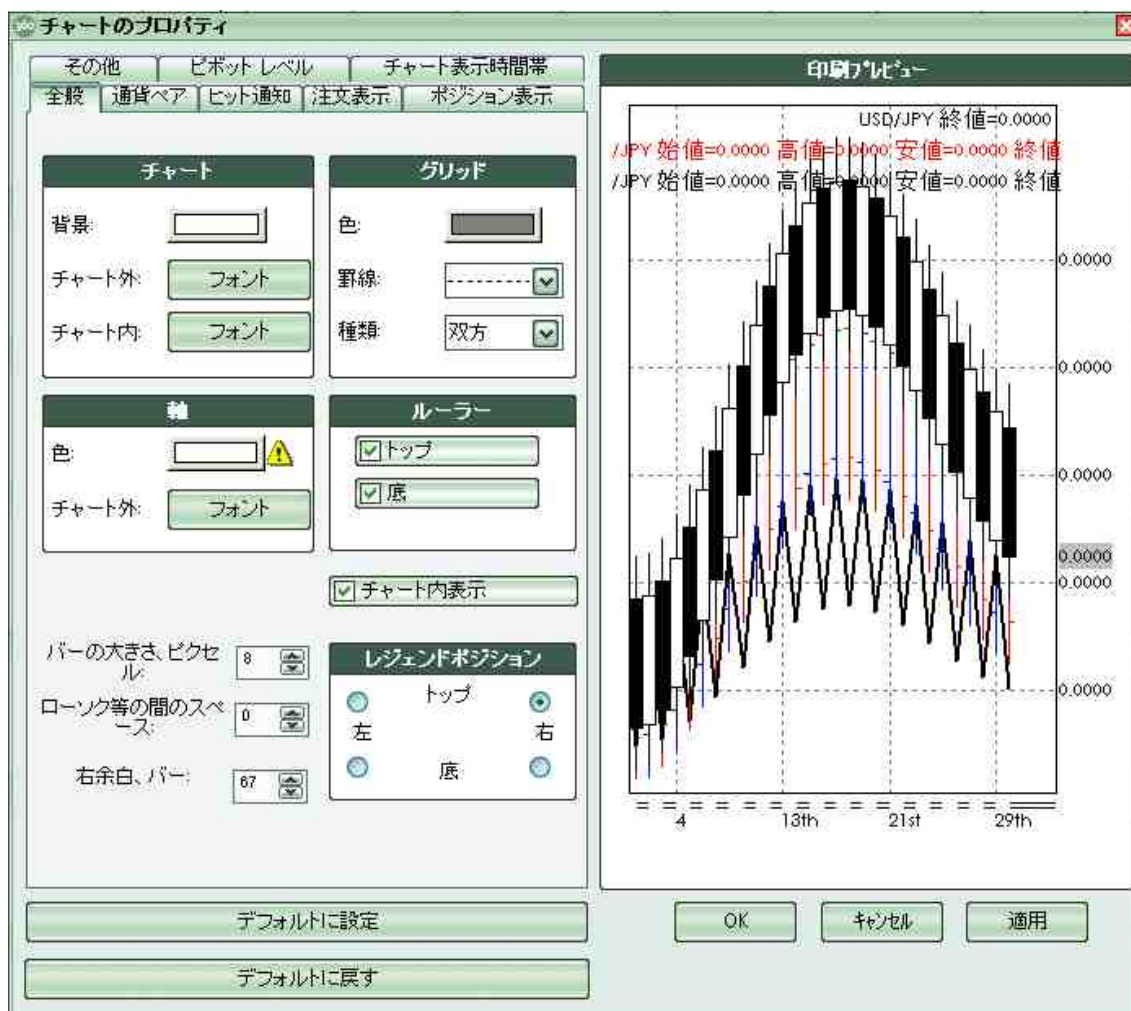 チャートのプロパティ
その他 ピボット レベル チャート表示時間帯
全般 通貨ペア ヒット通知 注文表示 ポジション表示
チャート
背景:
チャート外: フォント
チャート内: フォント
グリッド
色:
罫線:
種類: 双方
軸
色:
チャート外: フォント
ルーラー
トップ
底
チャート内表示
バーの大きさ、ピクセ
ル: 8
ローソク等の間のスペ
ース: 0
右余白、バー: 67
レジェンドポジション
トップ
左 右
底
デフォルトに設定
デフォルトに戻す
印刷プレビュー
USD/JPY 終値=0.0000
/JPY 始値=0.0000 高値=0.0000 安値=0.0000 終値
/JPY 始値=0.0000 高値=0.0000 安値=0.0000 終値
0.0000
0.0000
0.0000
0.0000
0.0000
0.0000
4 13th 21st 29th
OK キャンセル 適用